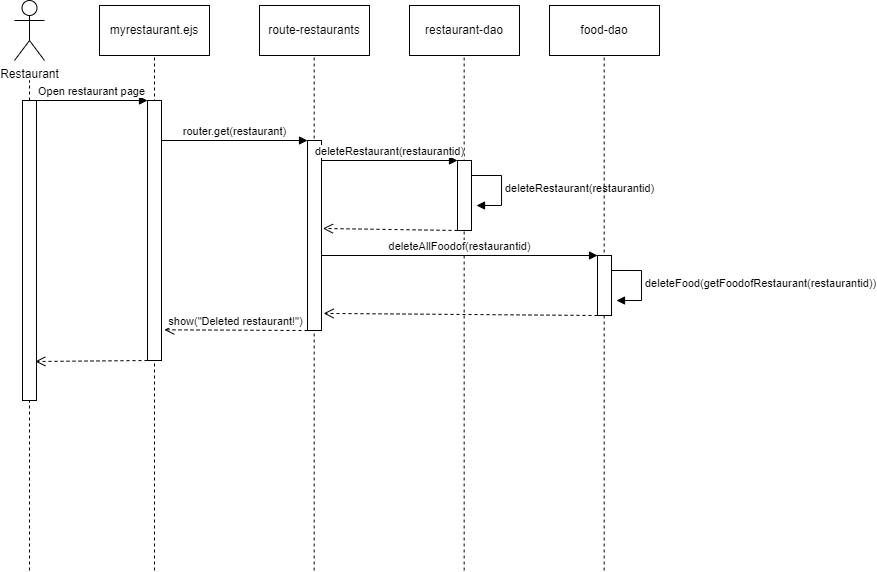 myrestaurant.ejs
route-restaurants
restaurant-dao
food-dao
Restaurant
Open restaurant page
router.get(restaurant)
deleteRestaurant(restaurantid)
deleteRestaurant(restaurantid)
deleteAllFoodof(restaurantid)
deleteFood(getFoodofRestaurant(restaurantid))
show("Deleted restaurant!")